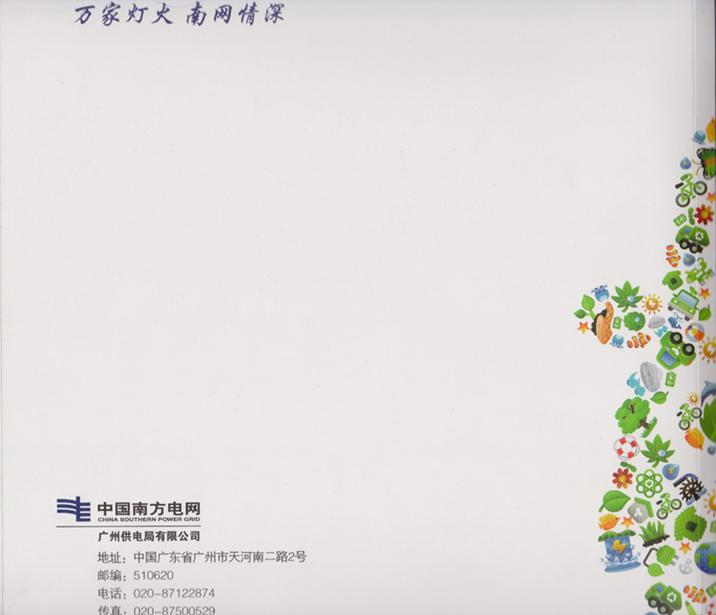 万家灯火 南网情深
中国南方电网
CHINA SOUTHERN POWER GRID
广州供电局有限公司
地址：中国广东省广州市天河南二路2号
邮编：510620
电话：020-87122874
传真：020-87500529